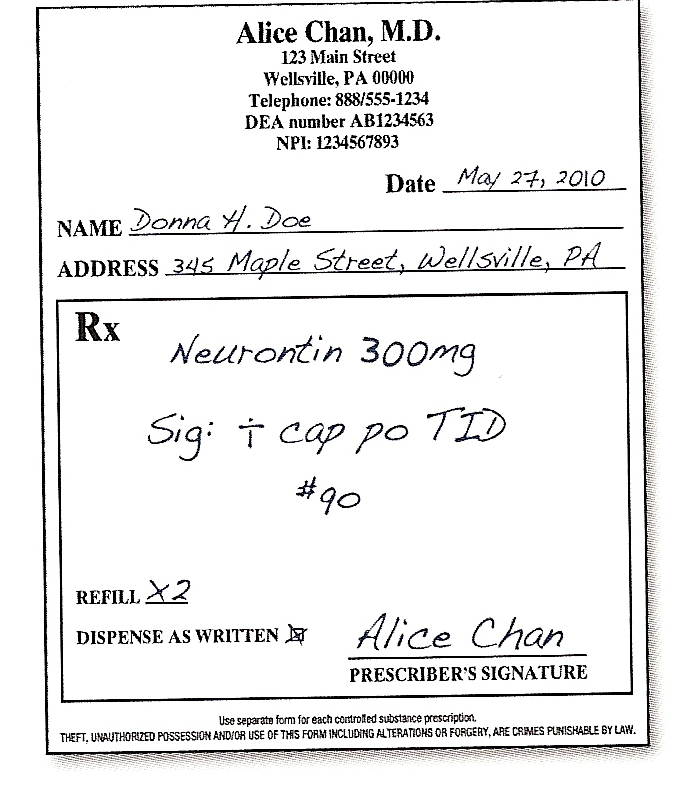 Alice Chan, M.D.
123 Main Street
Wellsville, PA 00000
Telephone: 888/555-1234
DEA number AB1234563
NPI: 1234567893
Date May 27, 2010
NAME Donna H. Doe
ADDRESS 345 Maple Street, Wellsville, PA
Rx
Neurontin 300mg
Sig: ṫ cap po TID
#90
REFILL X2
DISPENSE AS WRITTEN ☒
Alice Chan
PRESCRIBER'S SIGNATURE
Use separate form for each controlled substance prescription.
THEFT, UNAUTHORIZED POSSESSION AND/OR USE OF THIS FORM INCLUDING ALTERATIONS OR FORGERY, ARE CRIMES PUNISHABLE BY LAW.